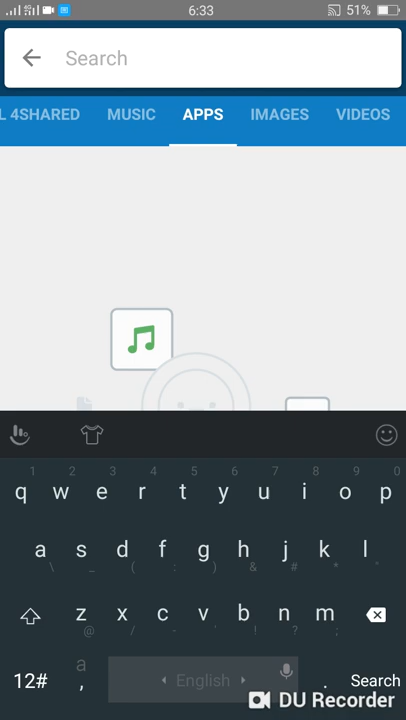 6:33 51%
Search
L 4SHARED MUSIC APPS IMAGES VIDEOS
1 2 3 4 5 6 7 8 9 0
q w e r t y u i o p
a s d f g h j k l
\ _ ( : ) & # * "
z x c v b n m
@ / - ' ! ? ;
12# a , English . Search
DU Recorder